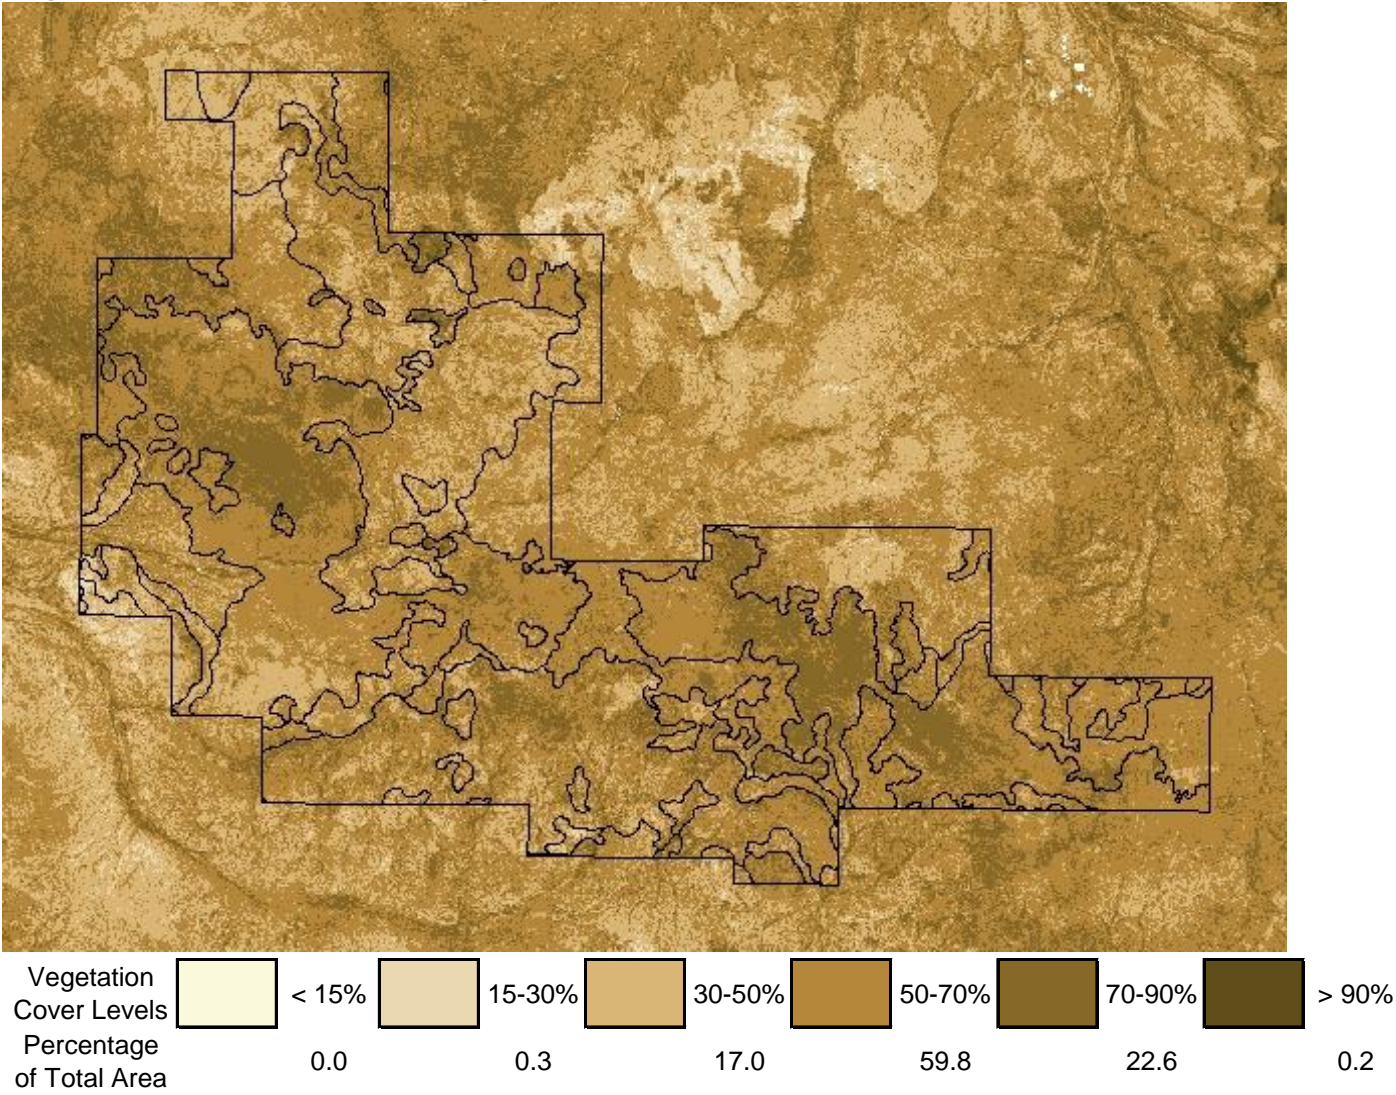 Vegetation
Cover Levels
< 15% 15-30% 30-50% 50-70% 70-90% > 90%
Percentage
of Total Area
0.0 0.3 17.0 59.8 22.6 0.2